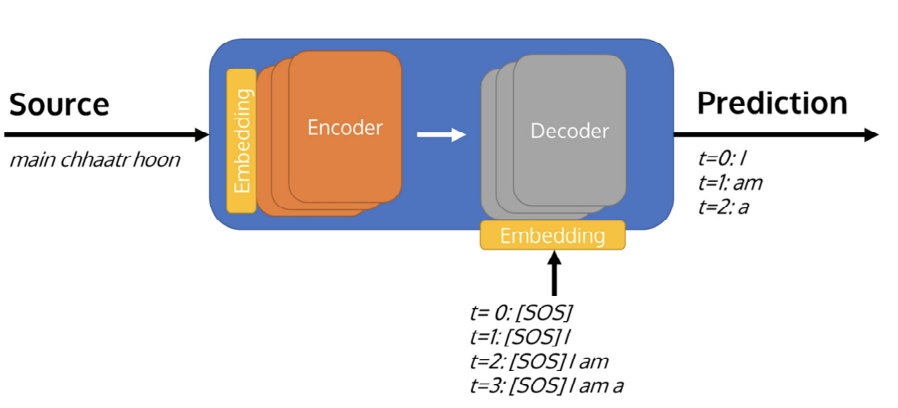 Source
main chhaatr hoon
Embedding
Encoder
Decoder
Embedding
Prediction
t=0: I
t=1: am
t=2: a
t= 0: [SOS]
t=1: [SOS] I
t=2: [SOS] I am
t=3: [SOS] I am a